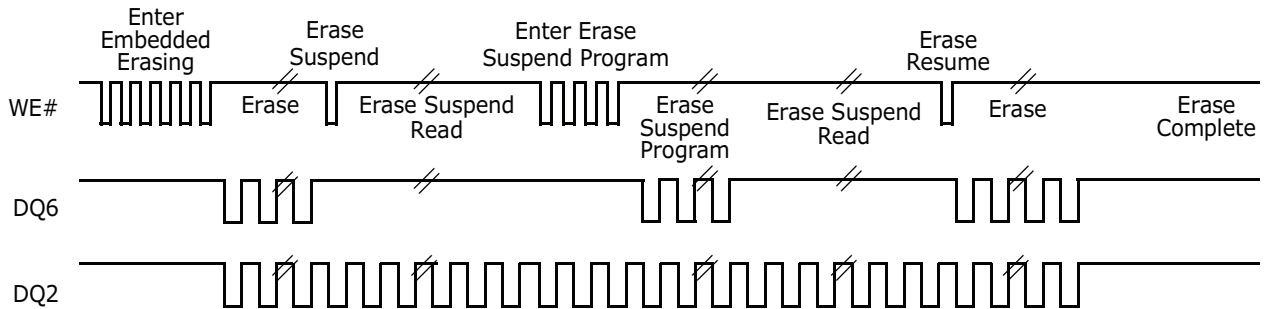 Enter
Embedded
Erasing
Erase
Suspend
Enter Erase
Suspend Program
Erase
Resume
WE#
Erase
Erase Suspend
Read
Erase
Suspend
Program
Erase Suspend
Read
Erase
Erase
Complete
DQ6
DQ2